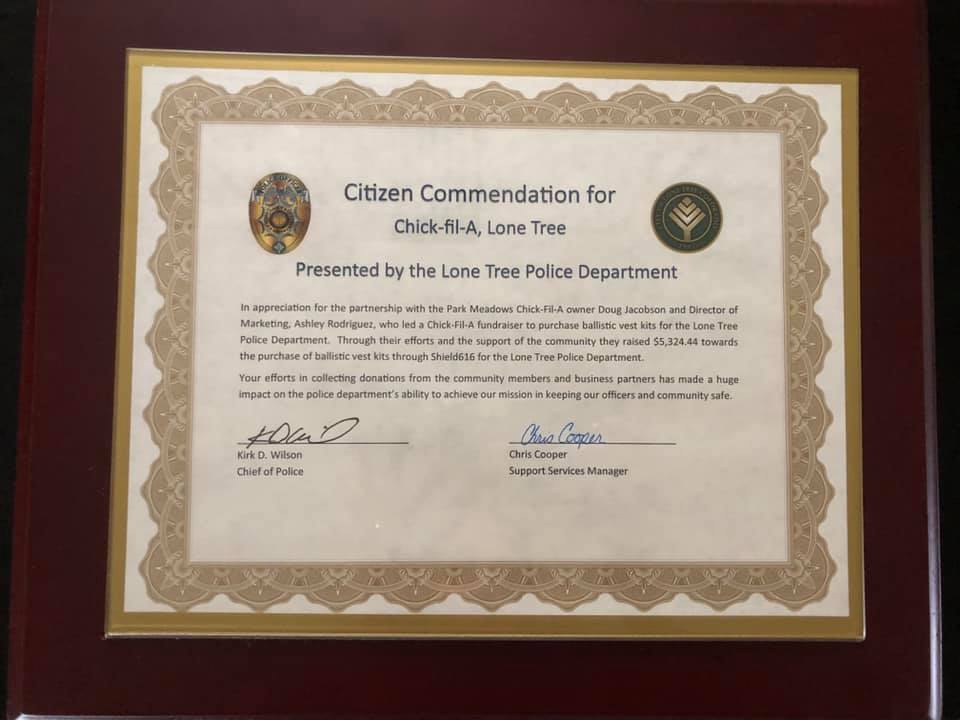 Citizen Commendation for
Chick-fil-A, Lone Tree
Presented by the Lone Tree Police Department
In appreciation for the partnership with the Park Meadows Chick-Fil-A owner Doug Jacobson and Director of
Marketing, Ashley Rodriguez, who led a Chick-Fil-A fundraiser to purchase ballistic vest kits for the Lone Tree
Police Department. Through their efforts and the support of the community they raised $5,324.44 towards
the purchase of ballistic vest kits through Shield616 for the Lone Tree Police Department.
Your efforts in collecting donations from the community members and business partners has made a huge
impact on the police department's ability to achieve our mission in keeping our officers and community safe.
Chris Cooper
Kirk D. Wilson
Chief of Police
Chris Cooper
Support Services Manager